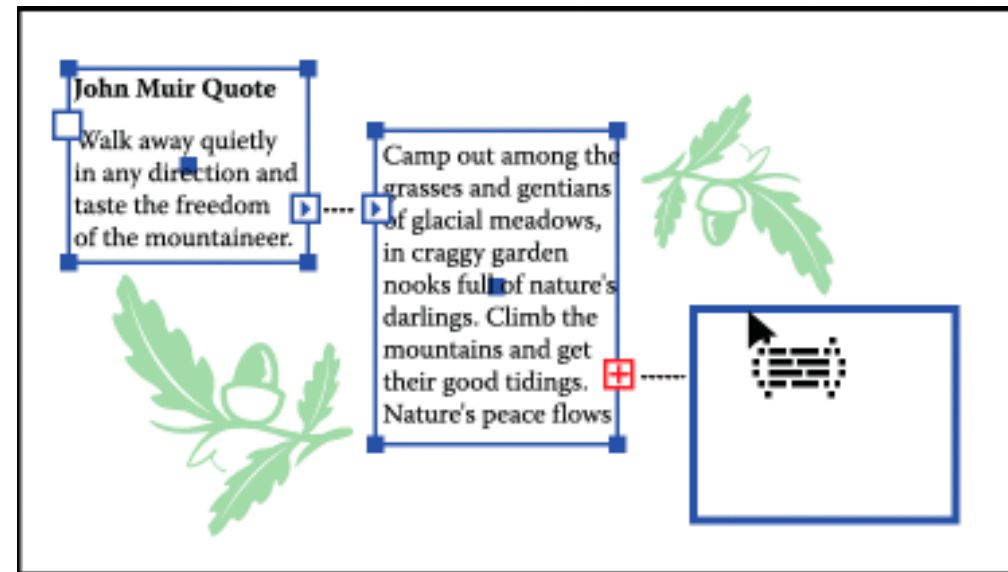 John Muir Quote
Walk away quietly
in any direction and
taste the freedom
of the mountaineer.
Camp out among the
grasses and gentians
of glacial meadows,
in craggy garden
nooks full of nature's
darlings. Climb the
mountains and get
their good tidings.
Nature's peace flows